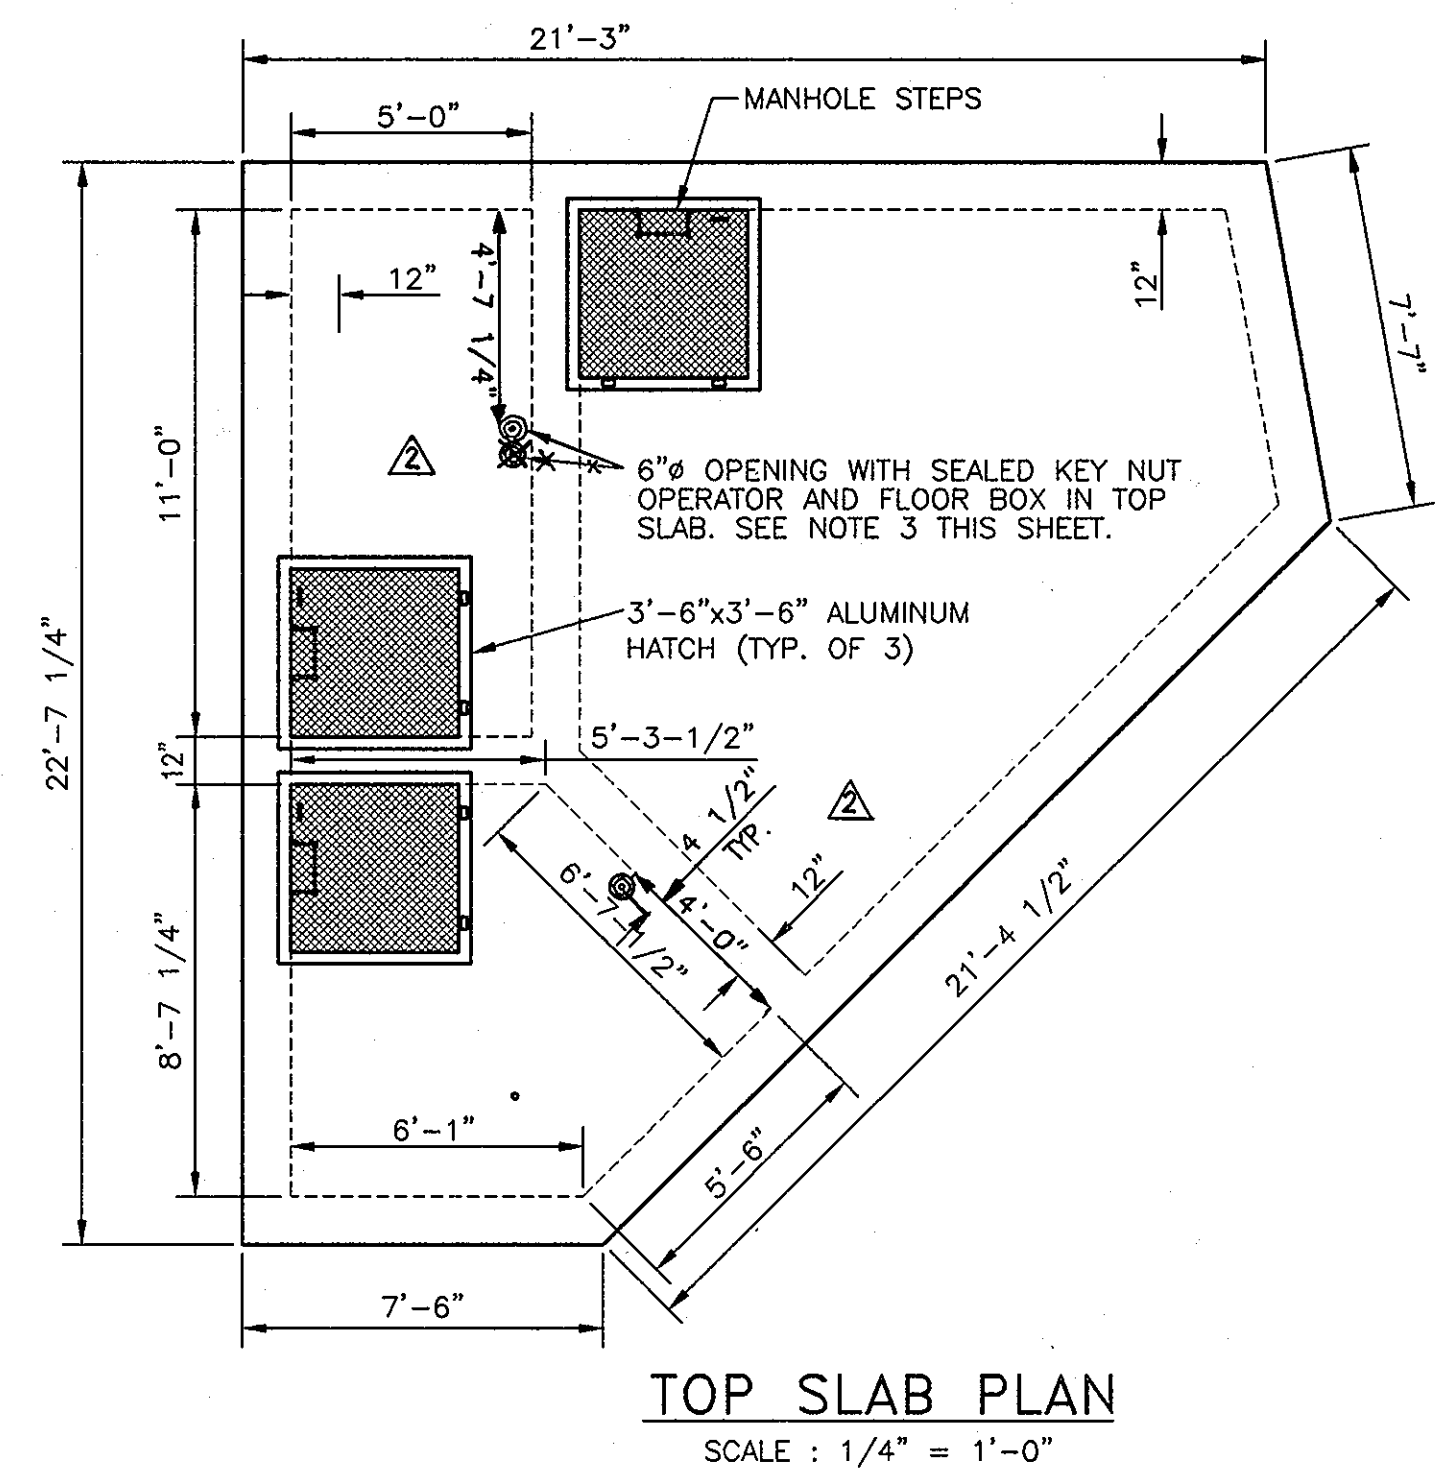 21'-3"
MANHOLE STEPS
5'-0"
12"
4'-7 1/4"
12"
7'-7"
11'-0"
2
6"ø OPENING WITH SEALED KEY NUT
OPERATOR AND FLOOR BOX IN TOP
SLAB. SEE NOTE 3 THIS SHEET.
3'-6"x3'-6" ALUMINUM
HATCH (TYP. OF 3)
22'-7 1/4"
12"
5'-3-1/2"
4 1/2"
TYP.
2
12"
6'-7-1/2"
4'-0"
21'-4 1/2"
8'-7 1/4"
6'-1"
5'-6"
7'-6"
TOP SLAB PLAN
SCALE : 1/4" = 1'-0"